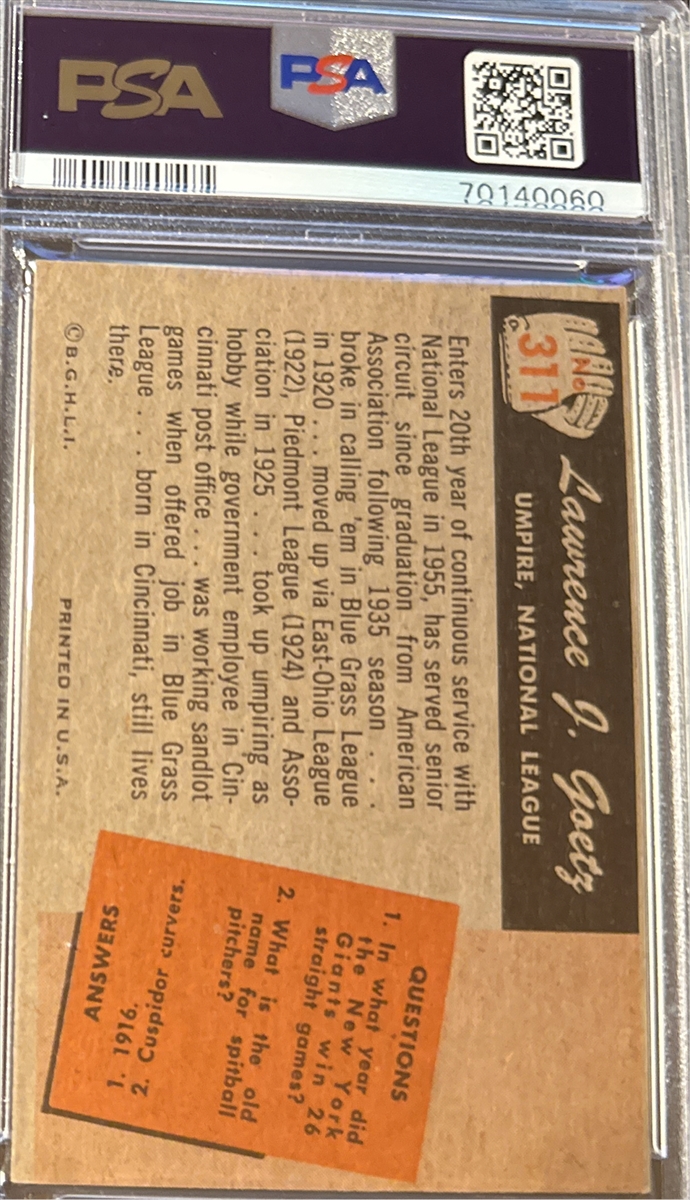 PSA
PSA
70140060
No
311
Lawrence J. Goetz
UMPIRE, NATIONAL LEAGUE
Enters 20th year of continuous service with
National League in 1955, has served senior
circuit since graduation from American
Association following 1935 season . . .
broke in calling 'em in Blue Grass League
in 1920 . . . moved up via East-Ohio League
(1922), Piedmont League (1924) and Asso-
ciation in 1925 . . . took up umpiring as
hobby while government employee in Cin-
cinnati post office . . . was working sandlot
games when offered job in Blue Grass
League . . . born in Cincinnati, still lives
there.
© B.G.H.L.I.
PRINTED IN U.S.A.
QUESTIONS
1. In what year did
the New York
Giants win 26
straight games?
2. What is the old
name for spitball
pitchers?
ANSWERS
1. 1916.
2. Cuspidor curvers.